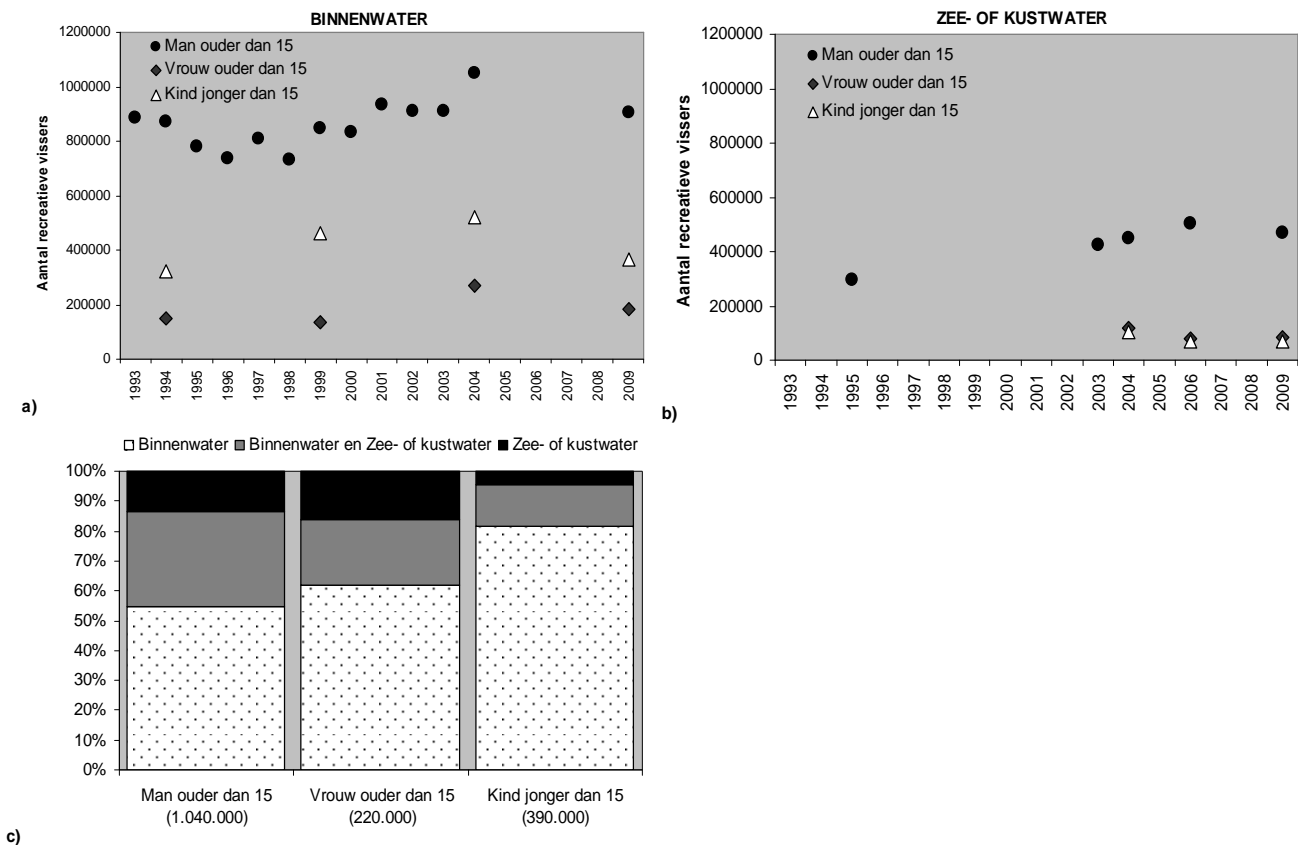 BINNENWATER
Aantal recreatieve vissers
1200000
1000000
800000
600000
400000
200000
0
Man ouder dan 15
Vrouw ouder dan 15
Kind jonger dan 15
1993 1994 1995 1996 1997 1998 1999 2000 2001 2002 2003 2004 2005 2006 2007 2008 2009
a)
ZEE- OF KUSTWATER
Aantal recreatieve vissers
1200000
1000000
800000
600000
400000
200000
0
Man ouder dan 15
Vrouw ouder dan 15
Kind jonger dan 15
1993 1994 1995 1996 1998 1999 2000 2001 2002 2003 2004 2006 2007 2008 2009
b)
Binnenwater Binnenwater en Zee- of kustwater Zee- of kustwater
100%
90%
80%
70%
60%
50%
40%
30%
20%
10%
0%
Man ouder dan 15 Vrouw ouder dan 15 Kind jonger dan 15
(1.040.000) (220.000) (390.000)
c)